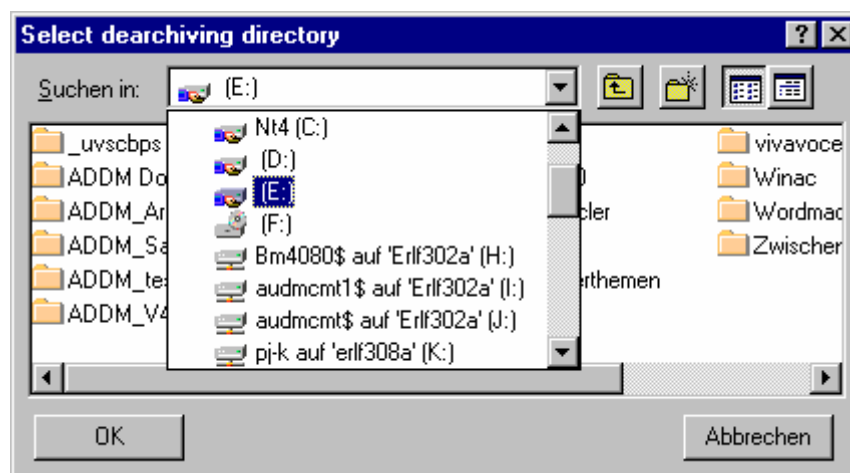 Select dearchiving directory
Suchen in: (E:)
Nt4 (C:)
(D:)
(E:)
(F:)
Bm4080$ auf 'Erlf302a' (H:)
audmcmt1$ auf 'Erlf302a' (I:)
audmcmt$ auf 'Erlf302a' (J:)
pj-k auf 'erlf308a' (K:)
_uvscbps
ADDM Do
ADDM_Ar
ADDM_Sa
ADDM_te
ADDM_V4
)
cler
erthemen
vivavoce
Winac
Wordmac
Zwischer
OK
Abbrechen